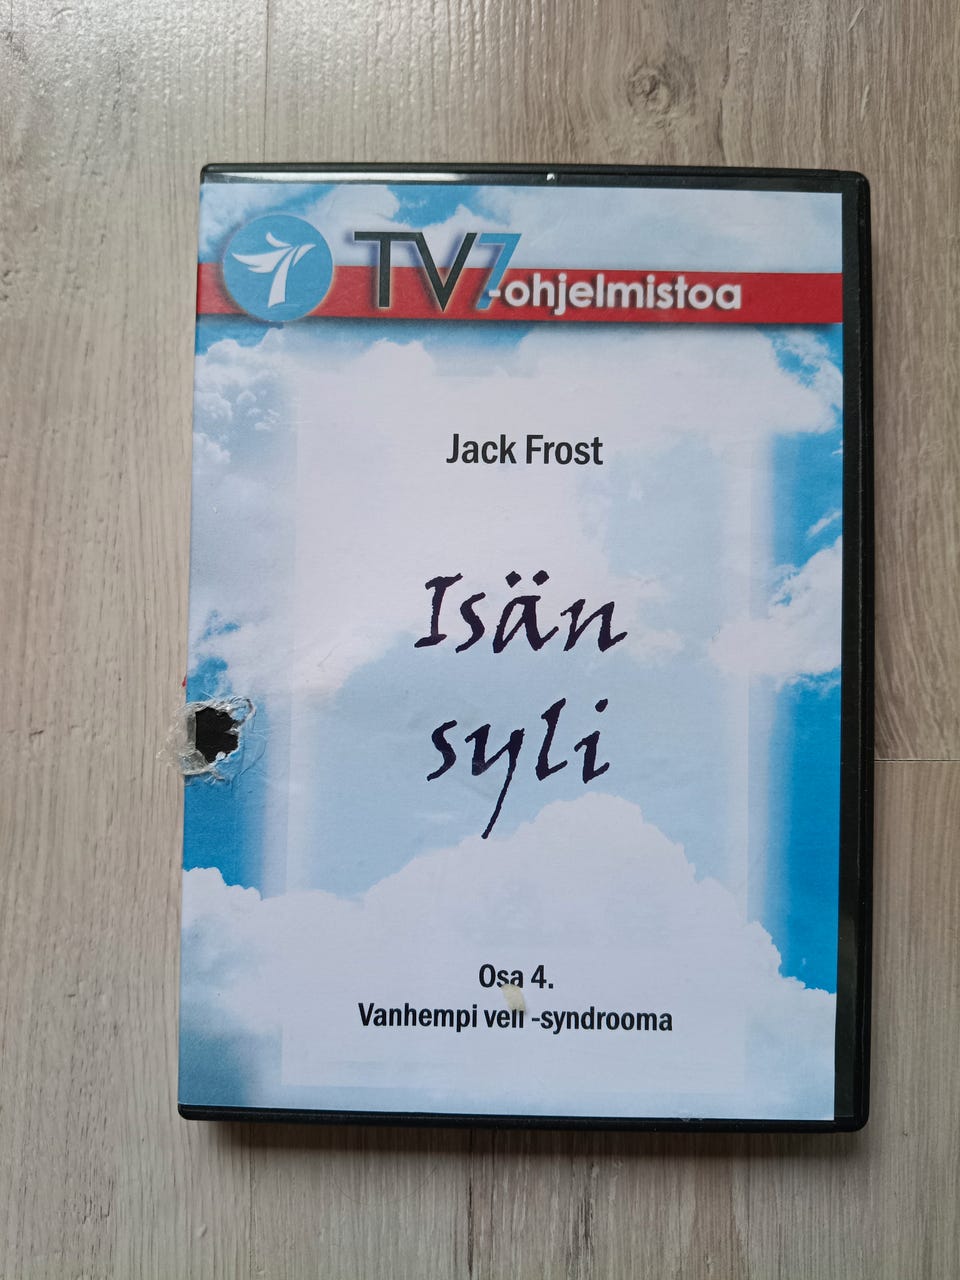 TV7-ohjelmistoa
Jack Frost
Isän
syli
Osa 4.
Vanhempi veli -syndrooma